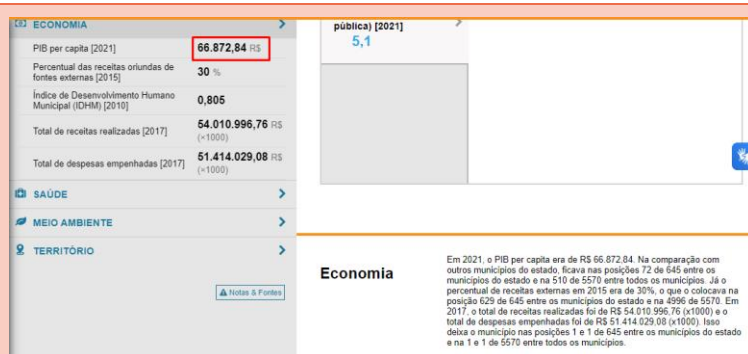 ECONOMIA
PIB per capita [2021] 66.872,84 R$
Percentual das receitas oriundas de
fontes externas [2015] 30 %
Índice de Desenvolvimento Humano
Municipal (IDHM) [2010] 0,805
Total de receitas realizadas [2017] 54.010.996,76 R$
(×1000)
Total de despesas empenhadas [2017] 51.414.029,08 R$
(×1000)
SAÚDE
MEIO AMBIENTE
TERRITÓRIO
Notas & Fontes
pública) [2021]
5,1
Economia
Em 2021, o PIB per capita era de R$ 66.872,84. Na comparação com
outros municípios do estado, ficava nas posições 72 de 645 entre os
municípios do estado e na 510 de 5570 entre todos os municípios. Já o
percentual de receitas externas em 2015 era de 30%, o que o colocava na
posição 629 de 645 entre os municípios do estado e na 4996 de 5570. Em
2017, o total de receitas realizadas foi de R$ 54.010.996,76 (x1000) e o
total de despesas empenhadas foi de R$ 51.414.029,08 (x1000). Isso
deixa o município nas posições 1 e 1 de 645 entre os municípios do estado
e na 1 e 1 de 5570 entre todos os municípios.